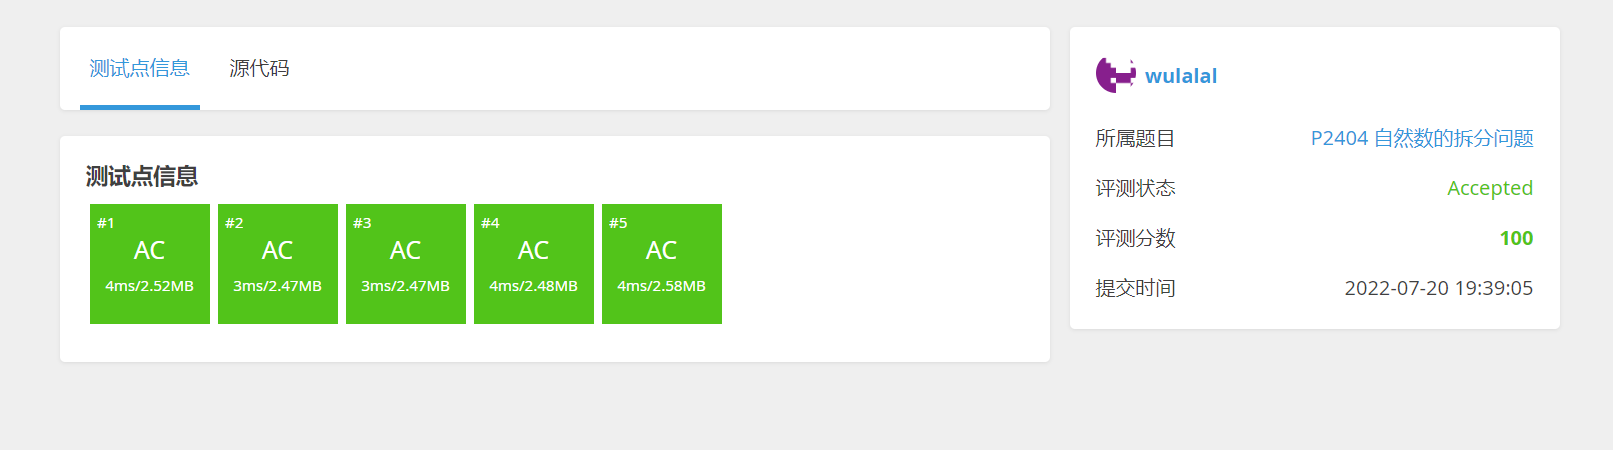 测试点信息 源代码
测试点信息
#1 #2 #3 #4 #5
AC AC AC AC AC
4ms/2.52MB 3ms/2.47MB 3ms/2.47MB 4ms/2.48MB 4ms/2.58MB
wulalal
所属题目 P2404 自然数的拆分问题
评测状态 Accepted
评测分数 100
提交时间 2022-07-20 19:39:05